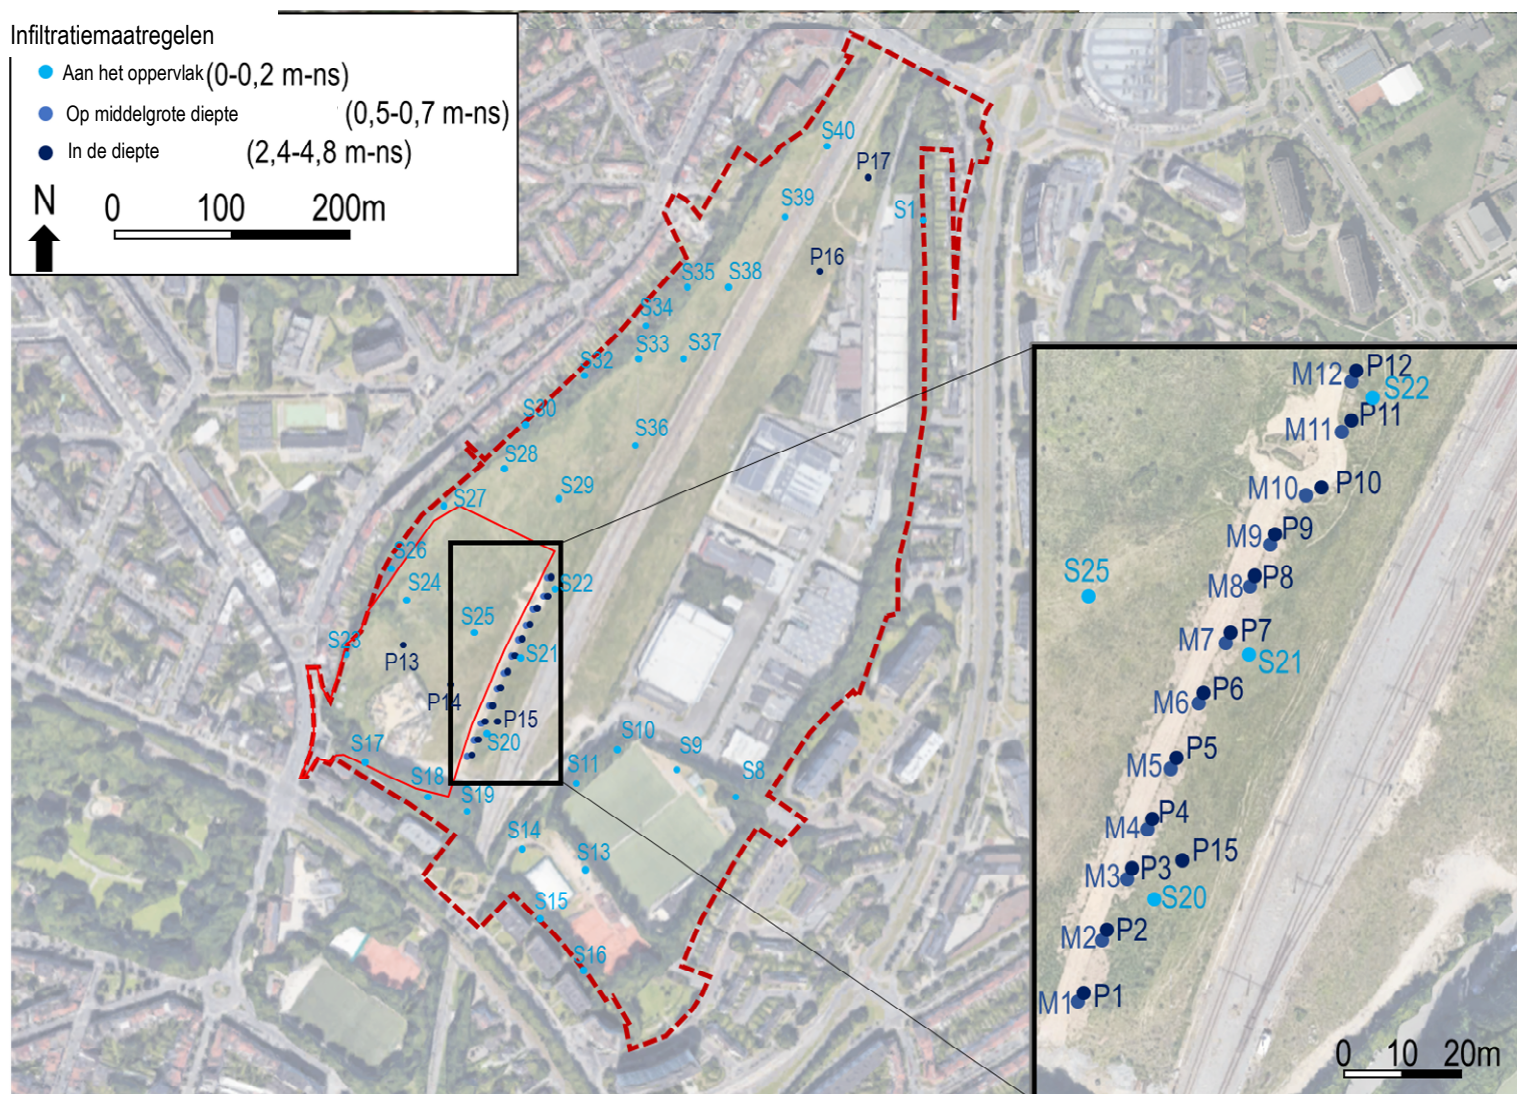 Infiltratiemaatregelen
Aan het oppervlak (0-0,2 m-ns)
Op middelgrote diepte (0,5-0,7 m-ns)
In de diepte (2,4-4,8 m-ns)
N
0 100 200m
S40
P17
S39
S1
P16
S35 S38
S34
S33 S37
S32
S30
S36
S28
S29
S27
S26
S24
S22
S25
S23
S21
P13
P14
P15
S20
S17
S10
S9
S11
S8
S18
S19
S14
S13
S15
S16
M12 P12
S22
M11 P11
M10 P10
M9 P9
S25
M8 P8
M7 P7
S21
M6 P6
M5 P5
M4 P4
P15
M3 P3
S20
M2 P2
M1 P1
0 10 20m